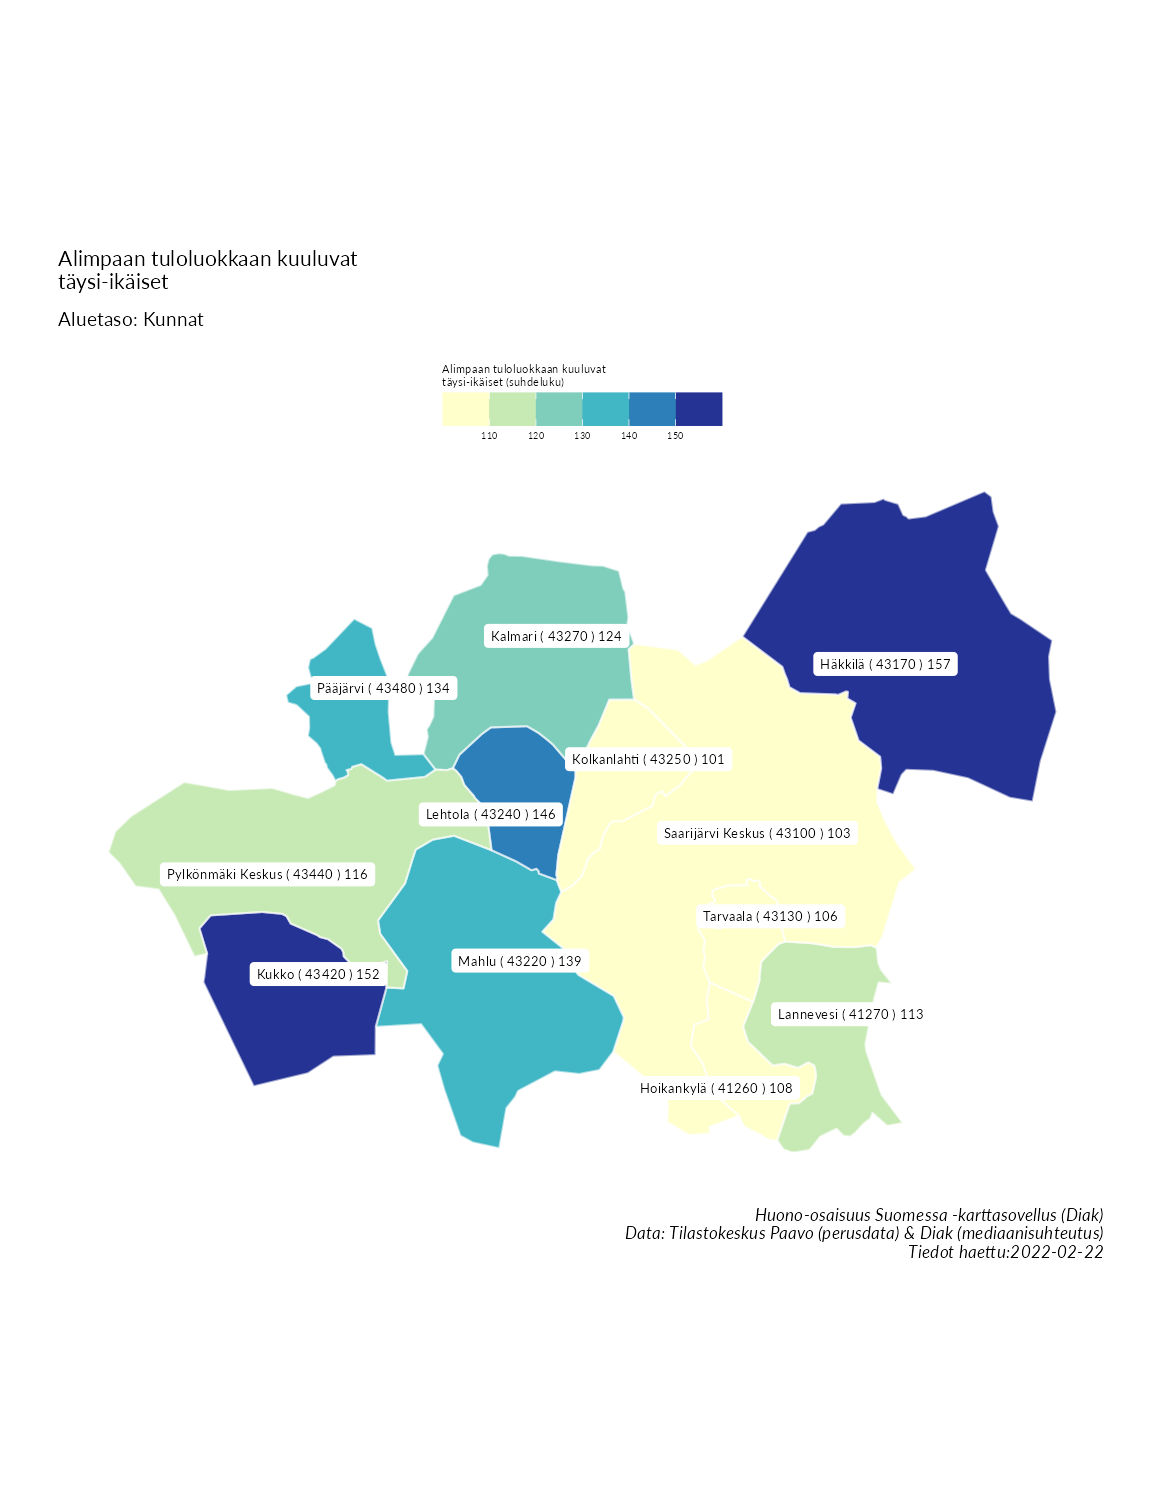 Alimpaan tuloluokkaan kuuluvat
täysi-ikäiset
Aluetaso: Kunnat
Alimpaan tuloluokkaan kuuluvat
täysi-ikäiset (suhdeluku)
110 120 130 140 150
Kalmari ( 43270 ) 124
Häkkilä ( 43170 ) 157
Pääjärvi ( 43480 ) 134
Kolkanlahti ( 43250 ) 101
Lehtola ( 43240 ) 146
Saarijärvi Keskus ( 43100 ) 103
Pylkönmäki Keskus ( 43440 ) 116
Tarvaala ( 43130 ) 106
Mahlu ( 43220 ) 139
Kukko ( 43420 ) 152
Lannevesi ( 41270 ) 113
Hoikankylä ( 41260 ) 108
Huono-osaisuus Suomessa -karttasovellus (Diak)
Data: Tilastokeskus Paavo (perusdata) & Diak (mediaanisuhteutus)
Tiedot haettu:2022-02-22